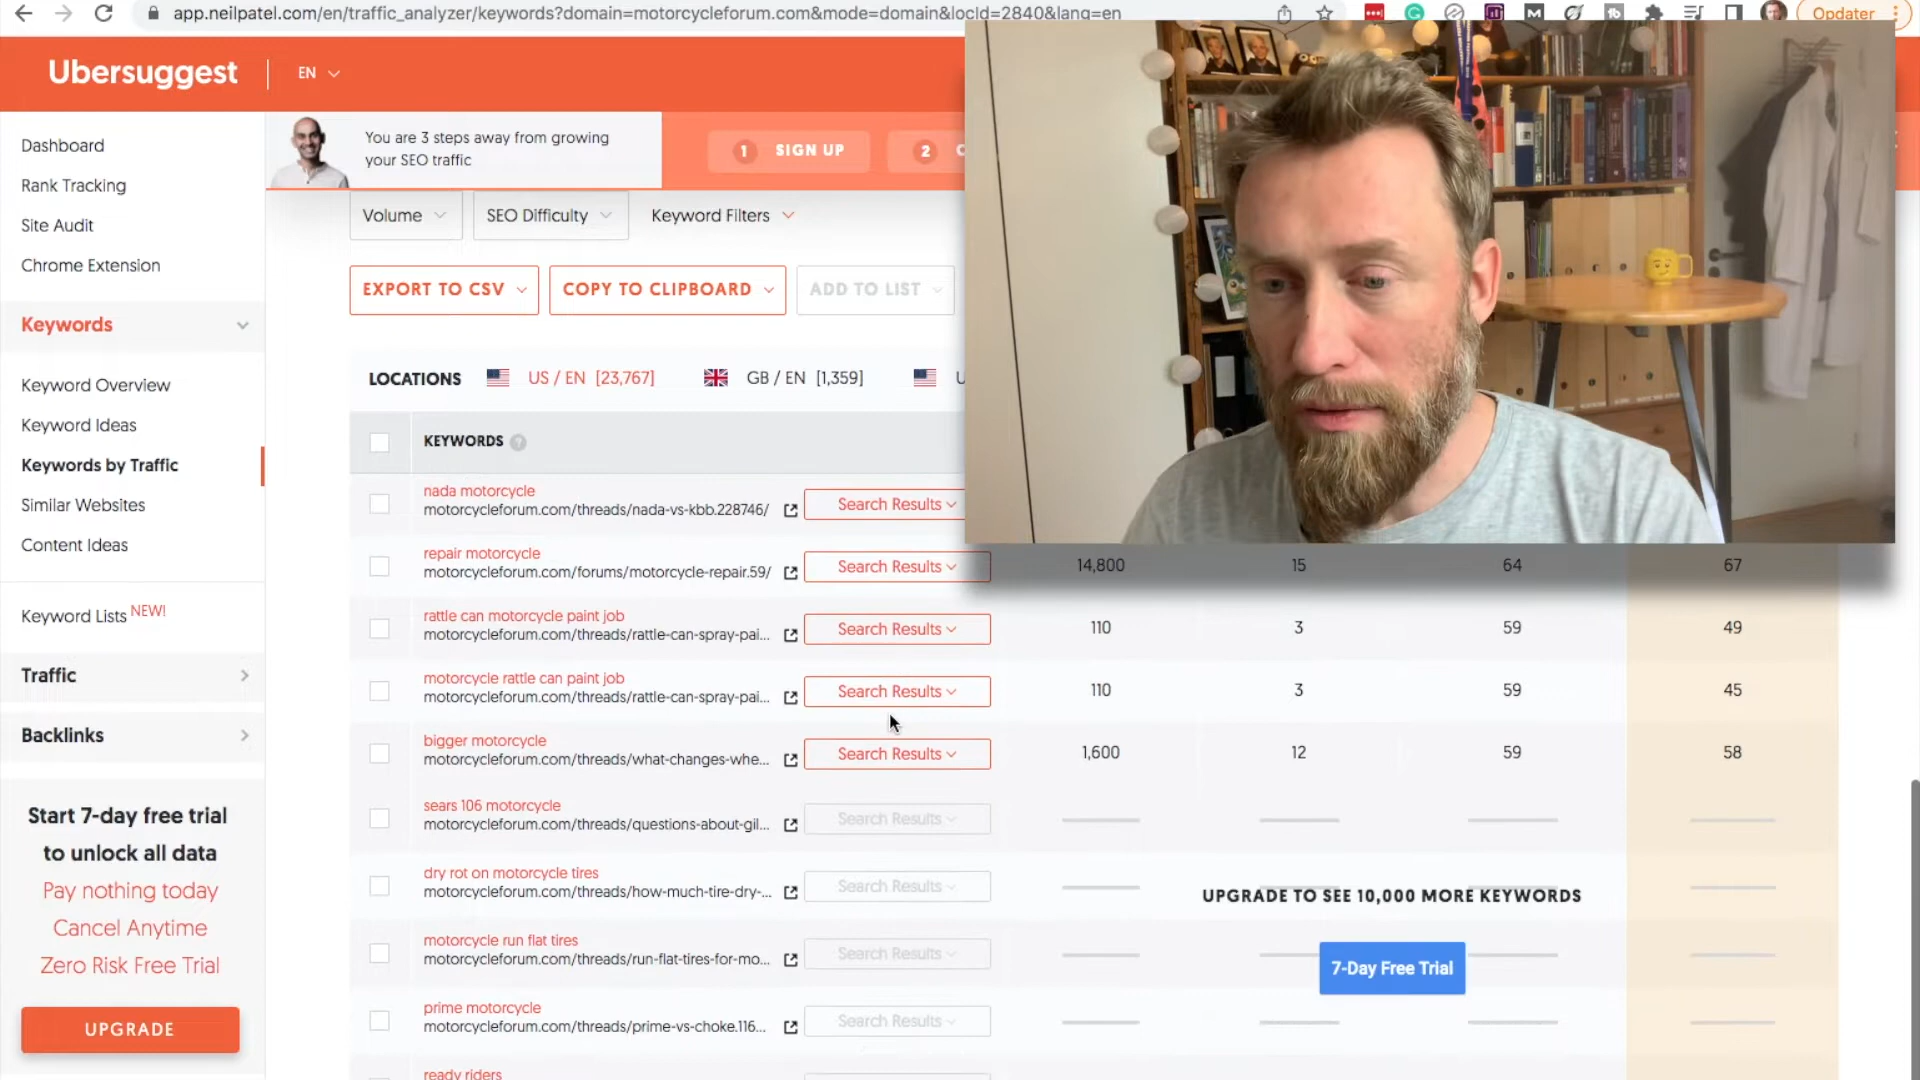 app.neilpatel.com/en/traffic_analyzer/keywords?domain=motorcycleforum.com&mode=domain&locId=2840&lang=en
Opdater
Ubersuggest
EN
You are 3 steps away from growing
your SEO traffic
1 SIGN UP
2
Dashboard
Rank Tracking
Site Audit
Chrome Extension
Keywords
Keyword Overview
Keyword Ideas
Keywords by Traffic
Similar Websites
Content Ideas
Keyword Lists NEW!
Traffic
Backlinks
Start 7-day free trial
to unlock all data
Pay nothing today
Cancel Anytime
Zero Risk Free Trial
UPGRADE
Volume
SEO Difficulty
Keyword Filters
EXPORT TO CSV
COPY TO CLIPBOARD
ADD TO LIST
LOCATIONS US / EN [23,767] GB / EN [1,359]
KEYWORDS
nada motorcycle
motorcycleforum.com/threads/nada-vs-kbb.228746/
Search Results
repair motorcycle
motorcycleforum.com/forums/motorcycle-repair.59/
Search Results 14,800 15 64 67
rattle can motorcycle paint job
motorcycleforum.com/threads/rattle-can-spray-pai...
Search Results 110 3 59 49
motorcycle rattle can paint job
motorcycleforum.com/threads/rattle-can-spray-pai...
Search Results 110 3 59 45
bigger motorcycle
motorcycleforum.com/threads/what-changes-whe...
Search Results 1,600 12 59 58
sears 106 motorcycle
motorcycleforum.com/threads/questions-about-gil...
Search Results
dry rot on motorcycle tires
motorcycleforum.com/threads/how-much-tire-dry-...
Search Results
UPGRADE TO SEE 10,000 MORE KEYWORDS
motorcycle run flat tires
motorcycleforum.com/threads/run-flat-tires-for-mo...
Search Results
7-Day Free Trial
prime motorcycle
motorcycleforum.com/threads/prime-vs-choke.116...
Search Results
ready riders